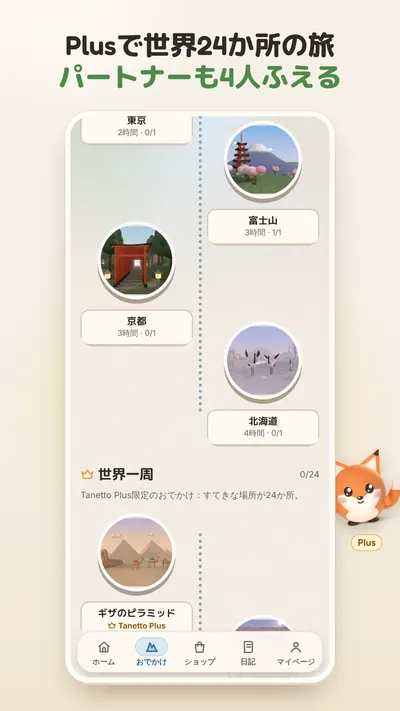 Plusで世界24か所の旅
パートナーも4人ふえる
東京
2時間・0/1
富士山
3時間・1/1
京都
3時間・0/1
北海道
4時間・0/1
世界一周
0/24
Tanetto Plus限定のおでかけ：すてきな場所が24か所。
Plus
ギザのピラミッド
Tanetto Plus
ホーム
おでかけ
ショップ
日記
マイページ